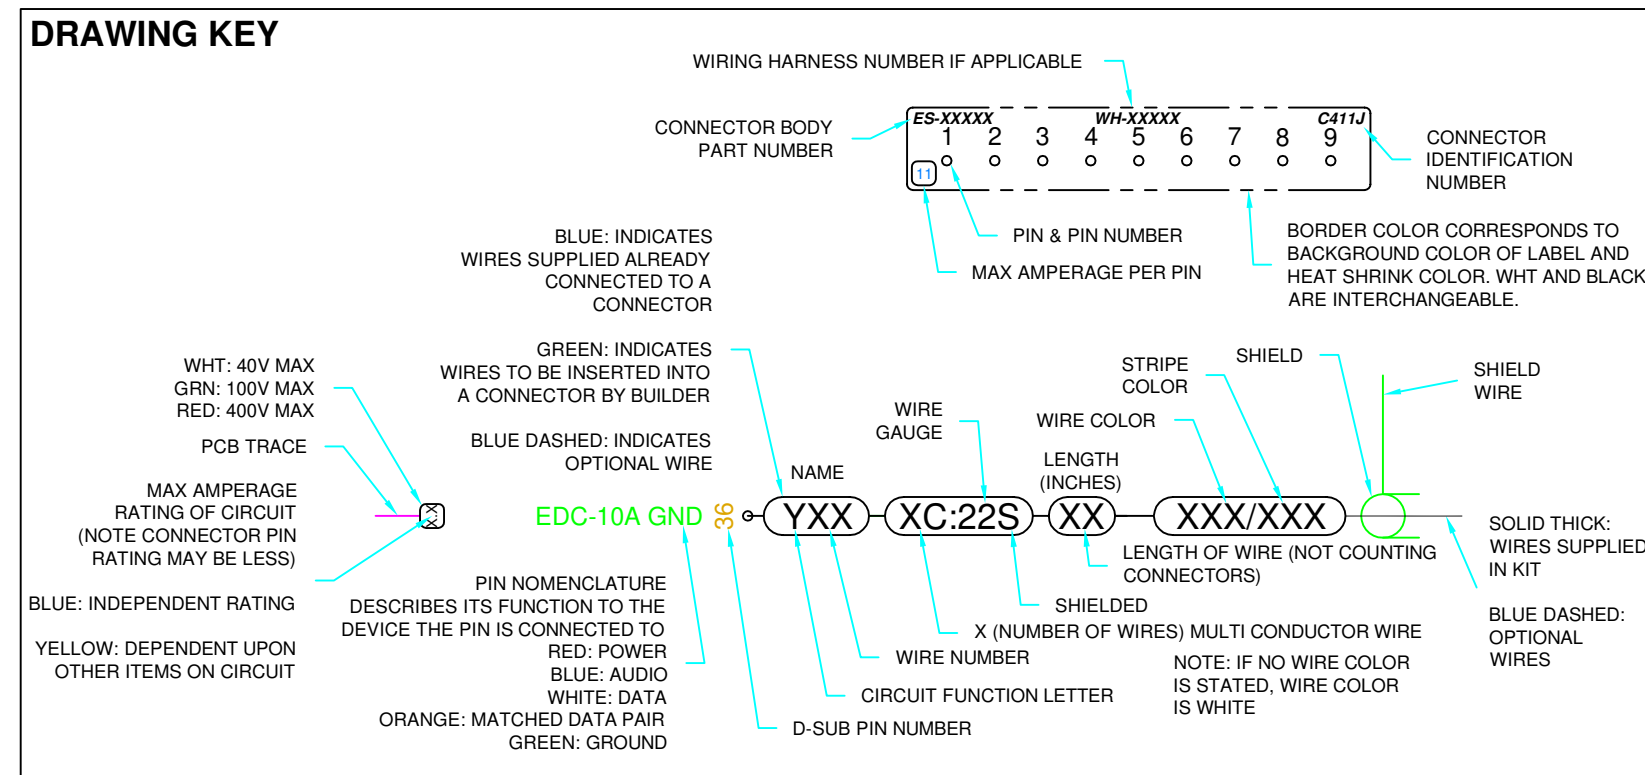 DRAWING KEY
WIRING HARNESS NUMBER IF APPLICABLE
CONNECTOR BODY
PART NUMBER
ES-XXXXX WH-XXXXX C411J
1 2 3 4 5 6 7 8 9
11
CONNECTOR
IDENTIFICATION
NUMBER
PIN & PIN NUMBER
MAX AMPERAGE PER PIN
BORDER COLOR CORRESPONDS TO
BACKGROUND COLOR OF LABEL AND
HEAT SHRINK COLOR. WHT AND BLACK
ARE INTERCHANGEABLE.
BLUE: INDICATES
WIRES SUPPLIED ALREADY
CONNECTED TO A
CONNECTOR
GREEN: INDICATES
WIRES TO BE INSERTED INTO
A CONNECTOR BY BUILDER
BLUE DASHED: INDICATES
OPTIONAL WIRE
WHT: 40V MAX
GRN: 100V MAX
RED: 400V MAX
PCB TRACE
MAX AMPERAGE
RATING OF CIRCUIT
(NOTE CONNECTOR PIN
RATING MAY BE LESS)
BLUE: INDEPENDENT RATING
YELLOW: DEPENDENT UPON
OTHER ITEMS ON CIRCUIT
X.X
EDC-10A GND 36
NAME
YXX
WIRE
GAUGE
XC:22S
LENGTH
(INCHES)
XX
STRIPE
COLOR
WIRE COLOR
XXX/XXX
SHIELD
SHIELD
WIRE
LENGTH OF WIRE (NOT COUNTING
CONNECTORS)
SHIELDED
X (NUMBER OF WIRES) MULTI CONDUCTOR WIRE
WIRE NUMBER
CIRCUIT FUNCTION LETTER
D-SUB PIN NUMBER
PIN NOMENCLATURE
DESCRIBES ITS FUNCTION TO THE
DEVICE THE PIN IS CONNECTED TO
RED: POWER
BLUE: AUDIO
WHITE: DATA
ORANGE: MATCHED DATA PAIR
GREEN: GROUND
NOTE: IF NO WIRE COLOR
IS STATED, WIRE COLOR
IS WHITE
SOLID THICK:
WIRES SUPPLIED
IN KIT
BLUE DASHED:
OPTIONAL
WIRES